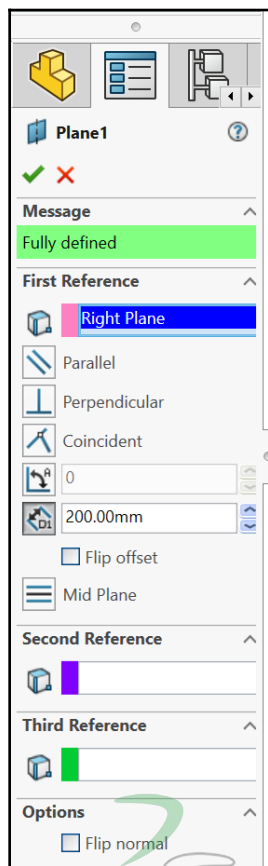 Plane1
Message
Fully defined
First Reference
Right Plane
Parallel
Perpendicular
Coincident
0
200.00mm
Flip offset
Mid Plane
Second Reference
Third Reference
Options
Flip normal